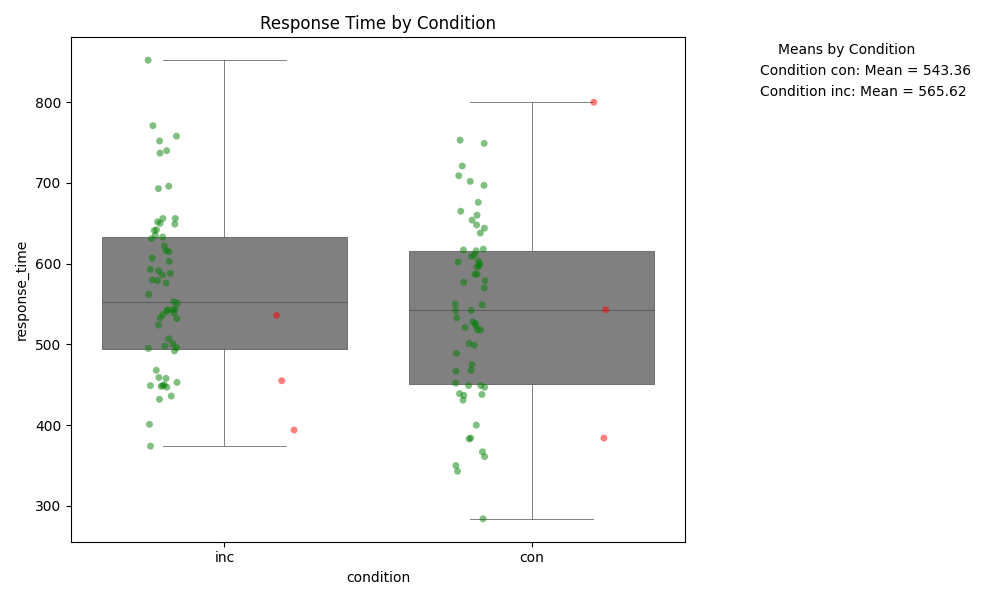 Response Time by Condition
Means by Condition
Condition con: Mean = 543.36
Condition inc: Mean = 565.62
response_time
800
700
600
500
400
300
inc con
condition